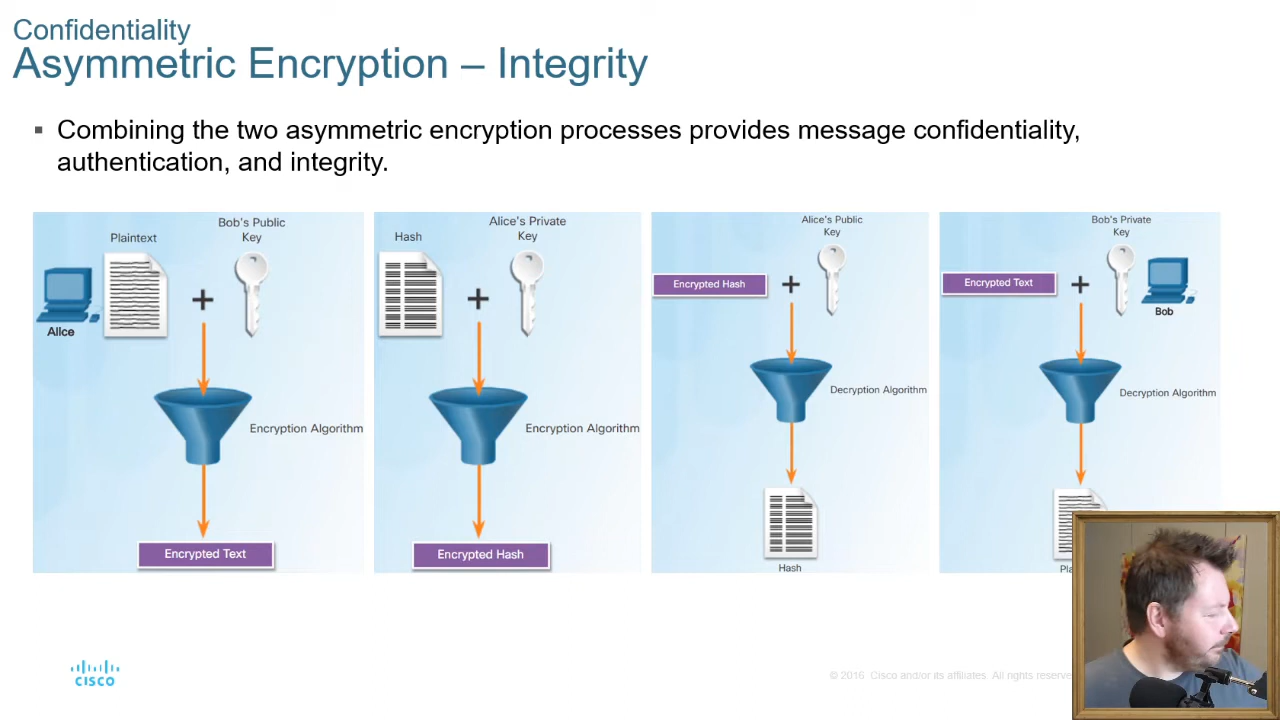 Confidentiality
Asymmetric Encryption – Integrity
▪ Combining the two asymmetric encryption processes provides message confidentiality,
authentication, and integrity.
Plaintext
Bob's Public
Key
Alice
Encryption Algorithm
Encrypted Text
Hash
Alice's Private
Key
Encryption Algorithm
Encrypted Hash
Alice's Public
Key
Encrypted Hash
Decryption Algorithm
Hash
Bob's Private
Key
Encrypted Text
Bob
Decryption Algorithm
CISCO
© 2016 Cisco and/or its affiliates. All rights